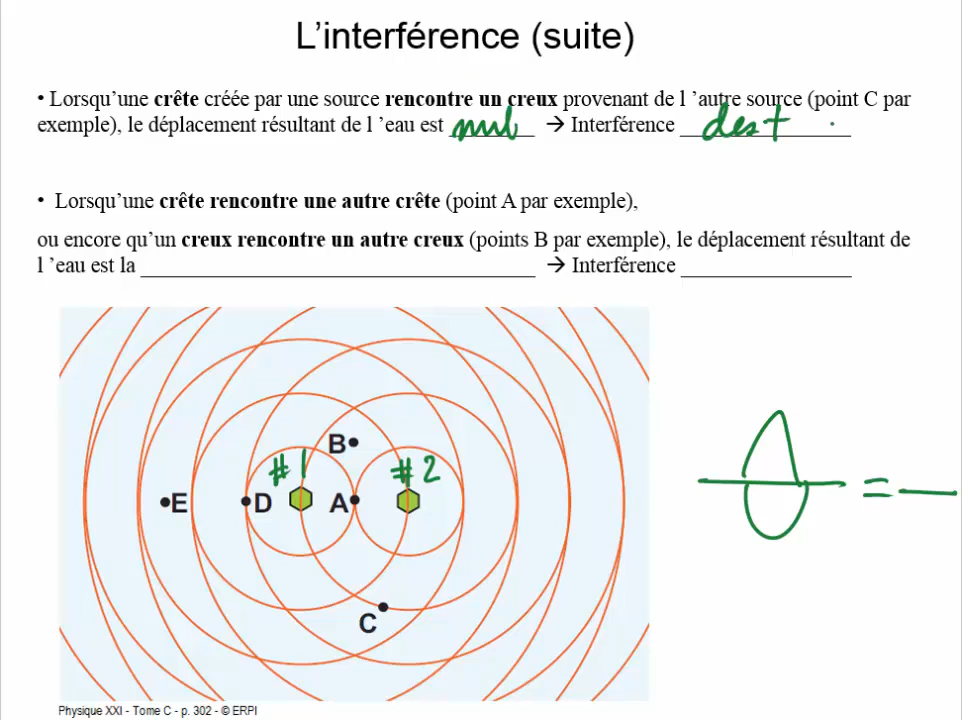 L’interférence (suite)
• Lorsqu’une crête créée par une source rencontre un creux provenant de l ’autre source (point C par
exemple), le déplacement résultant de l ’eau est nul → Interférence dest
• Lorsqu’une crête rencontre une autre crête (point A par exemple),
ou encore qu’un creux rencontre un autre creux (points B par exemple), le déplacement résultant de
l ’eau est la ____ → Interférence ____
B
#1 #2
E D A
=
C
Physique XXI - Tome C - p. 302 - © ERPI